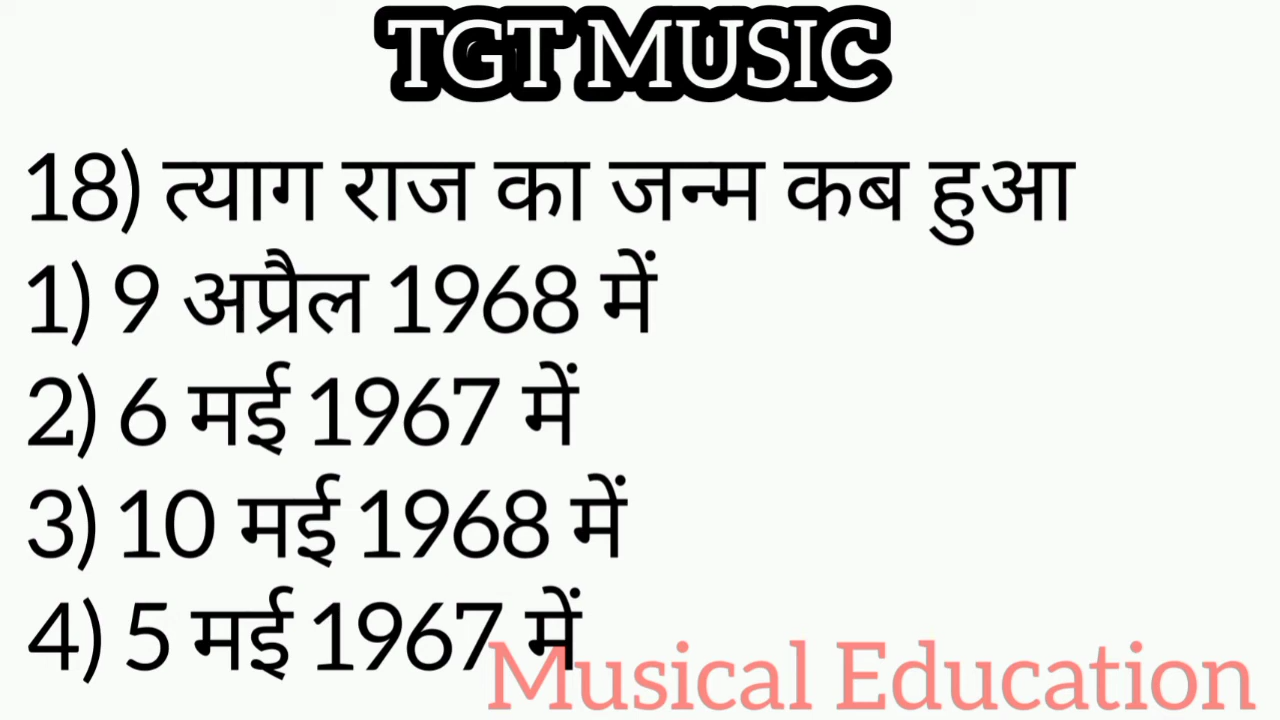 TGT MUSIC
18) त्याग राज का जन्म कब हुआ
1) 9 अप्रैल 1968 में
2) 6 मई 1967 में
3) 10 मई 1968 में
4) 5 मई 1967 में
Musical Education